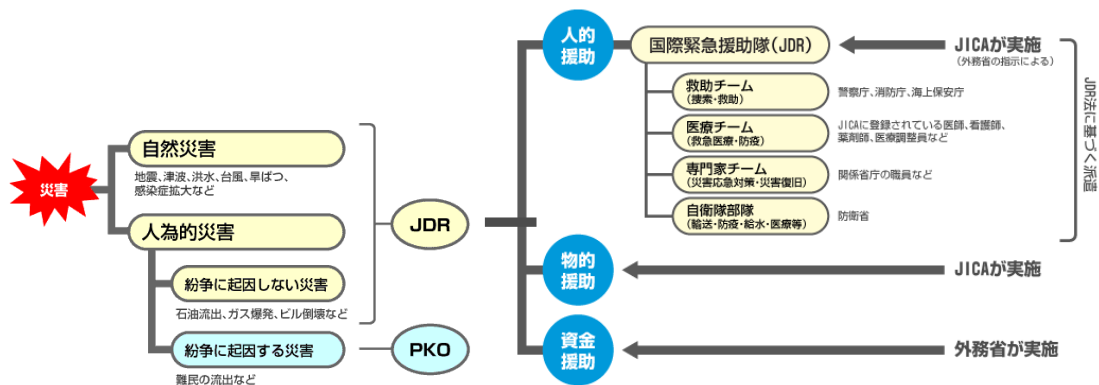 災害
自然災害
地震、津波、洪水、台風、旱ばつ、
感染症拡大など
人為的災害
紛争に起因しない災害
石油流出、ガス爆発、ビル倒壊など
紛争に起因する災害
難民の流出など
JDR
PKO
人的
援助
国際緊急援助隊(JDR)
JICAが実施
(外務省の指示による)
救助チーム
(捜索・救助)
警察庁、消防庁、海上保安庁
医療チーム
(救急医療・防疫)
JICAに登録されている医師、看護師、
薬剤師、医療調整員など
専門家チーム
(災害応急対策・災害復旧)
関係省庁の職員など
自衛隊部隊
(輸送・防疫・給水・医療等)
防衛省
JDR法に基づく派遣
物的
援助
JICAが実施
資金
援助
外務省が実施